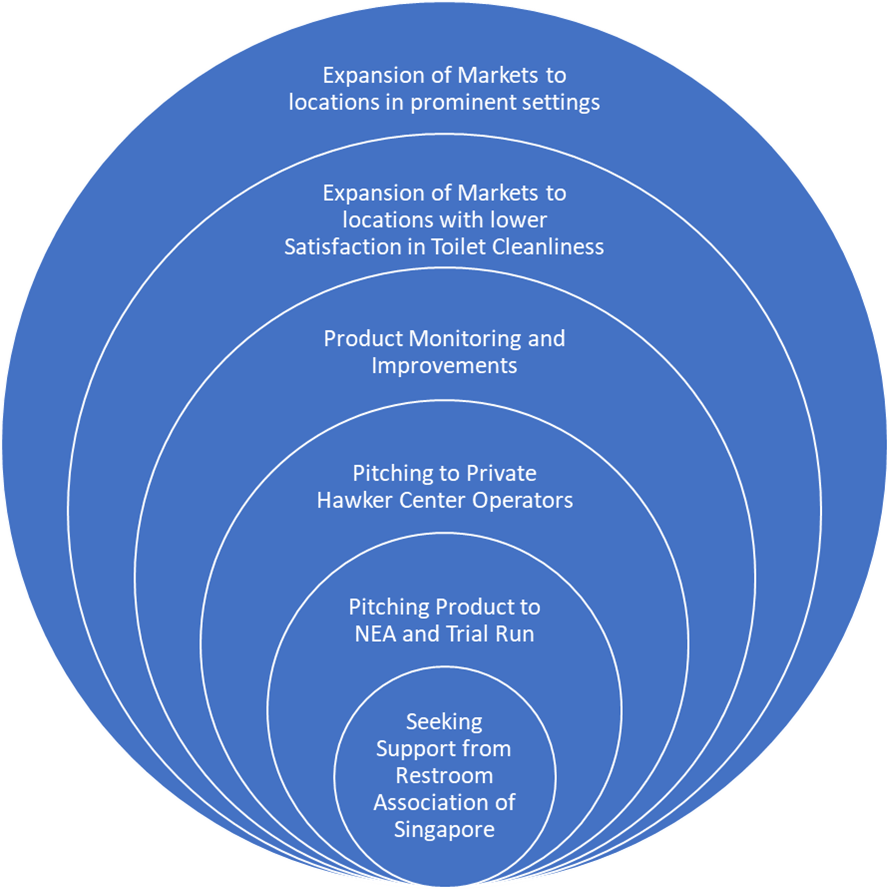 Expansion of Markets to
locations in prominent settings
Expansion of Markets to
locations with lower
Satisfaction in Toilet Cleanliness
Product Monitoring and
Improvements
Pitching to Private
Hawker Center Operators
Pitching Product to
NEA and Trial Run
Seeking
Support from
Restroom
Association of
Singapore